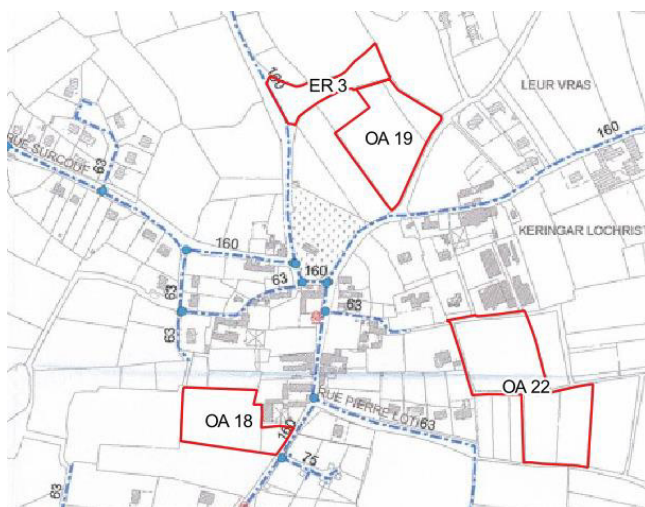 160
ER 3
LEUR VRAS
OA 19
160
RUE SURCOUF
63
KERINGAR LOCHRIST
160
160
63
63
63
63
OA 22
RUE PIERRE LOTI
OA 18
63
160
75
63